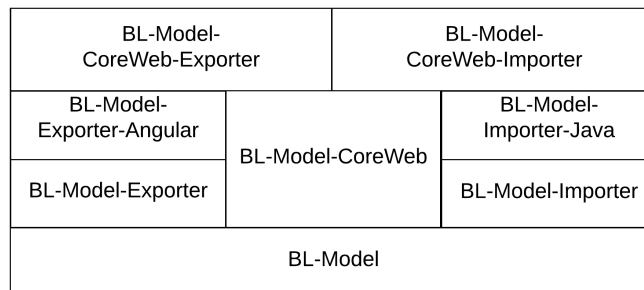 BL-Model-
CoreWeb-Exporter
BL-Model-
CoreWeb-Importer
BL-Model-
Exporter-Angular
BL-Model-CoreWeb
BL-Model-
Importer-Java
BL-Model-Exporter
BL-Model-Importer
BL-Model